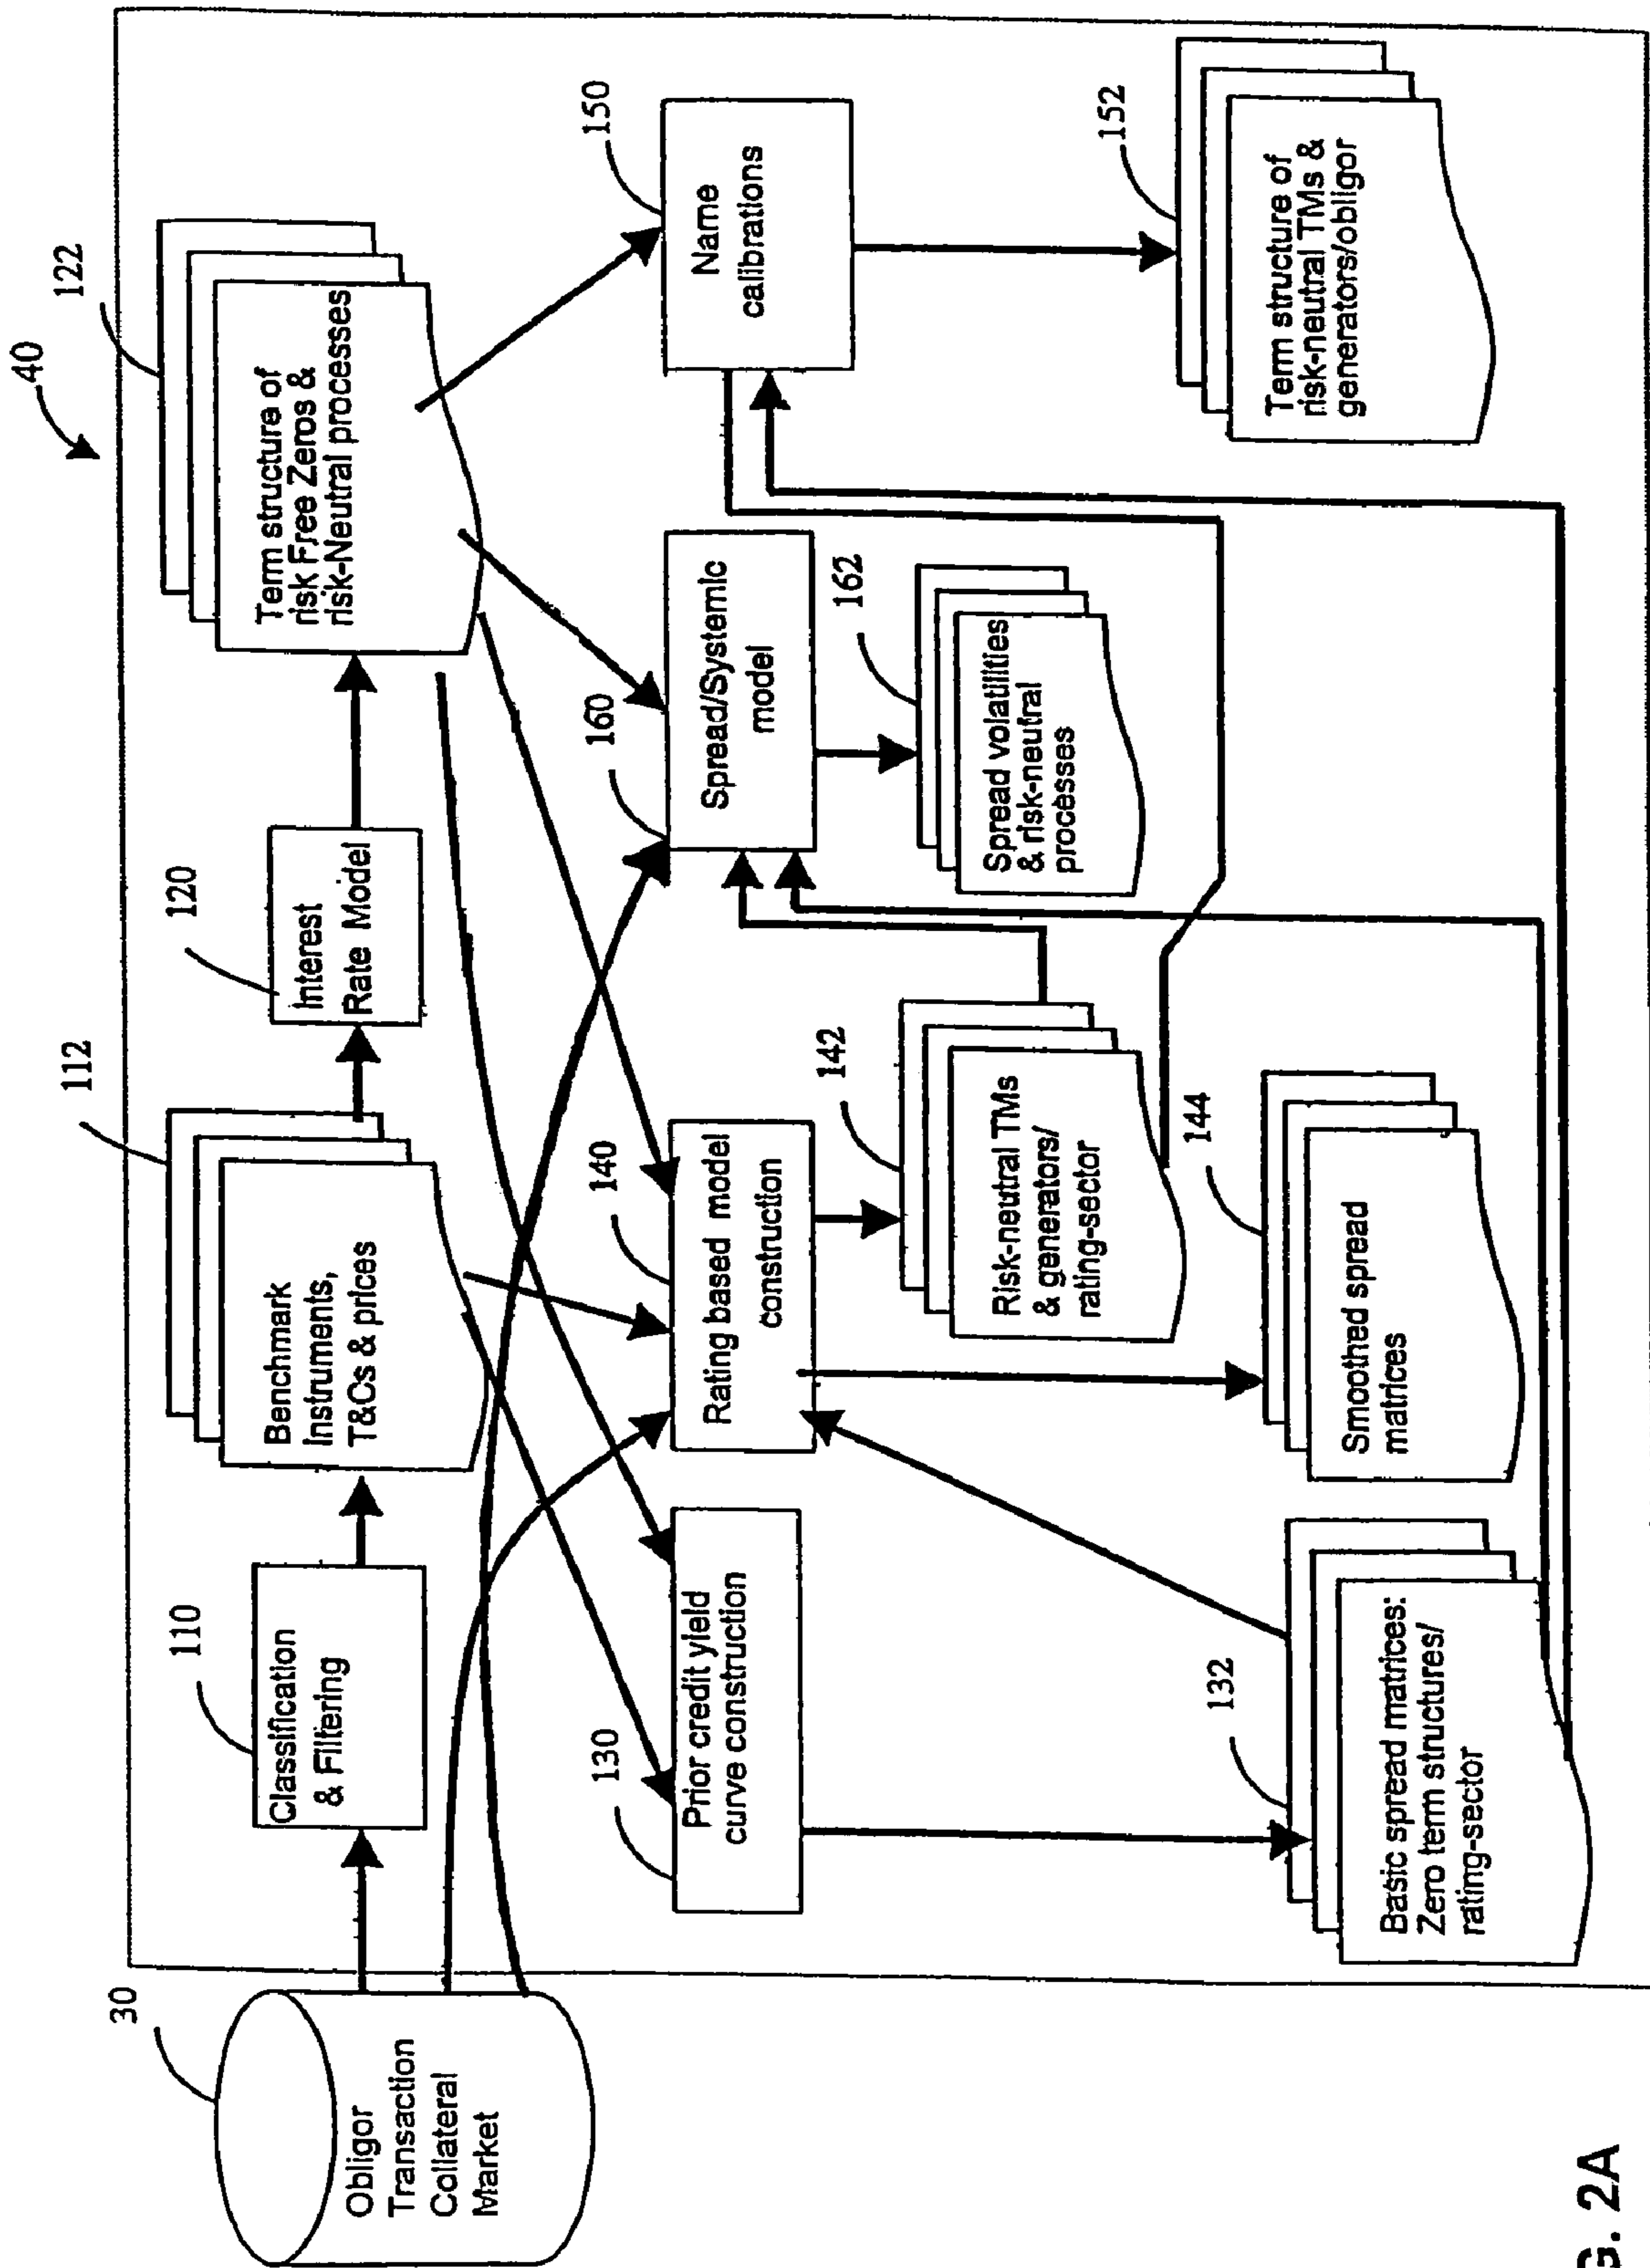 40
30
Obligor
Transaction
Collateral
Market
110
Classification
& Filtering
112
Benchmark
Instruments,
T&Cs & prices
120
Interest
Rate Model
122
Term structure of
risk Free Zeros &
risk-Neutral processes
130
Prior credit yield
curve construction
140
Rating based model
construction
160
Spread/Systemic
model
150
Name
calibrations
132
Basic spread matrices:
Zero term structures/
rating-sector
142
Risk-neutral TMs
& generators/
rating-sector
144
Smoothed spread
matrices
162
Spread volatilities
& risk-neutral
processes
152
Term structure of
risk-neutral TMs &
generators/obligor
G. 2A